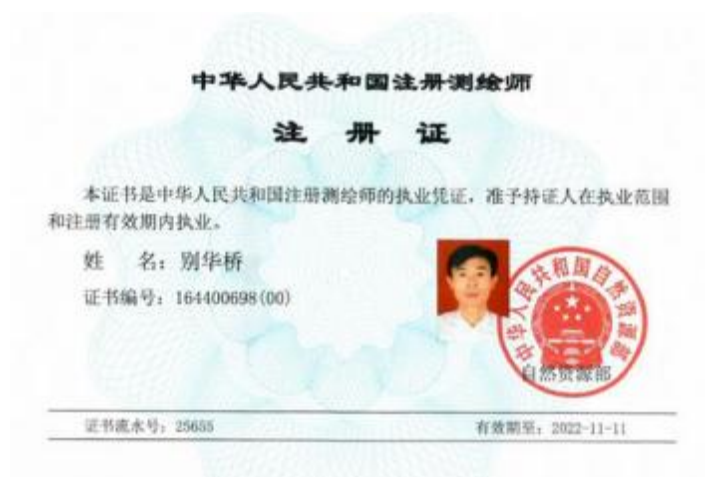 中华人民共和国注册测绘师
注 册 证
本证书是中华人民共和国注册测绘师的执业凭证，准予持证人在执业范围
和注册有效期内执业。
姓 名：别华桥
证书编号：164400698(00)
中华人民共和国自然资源部
自然资源部
证书流水号：25655
有效期至：2022-11-11